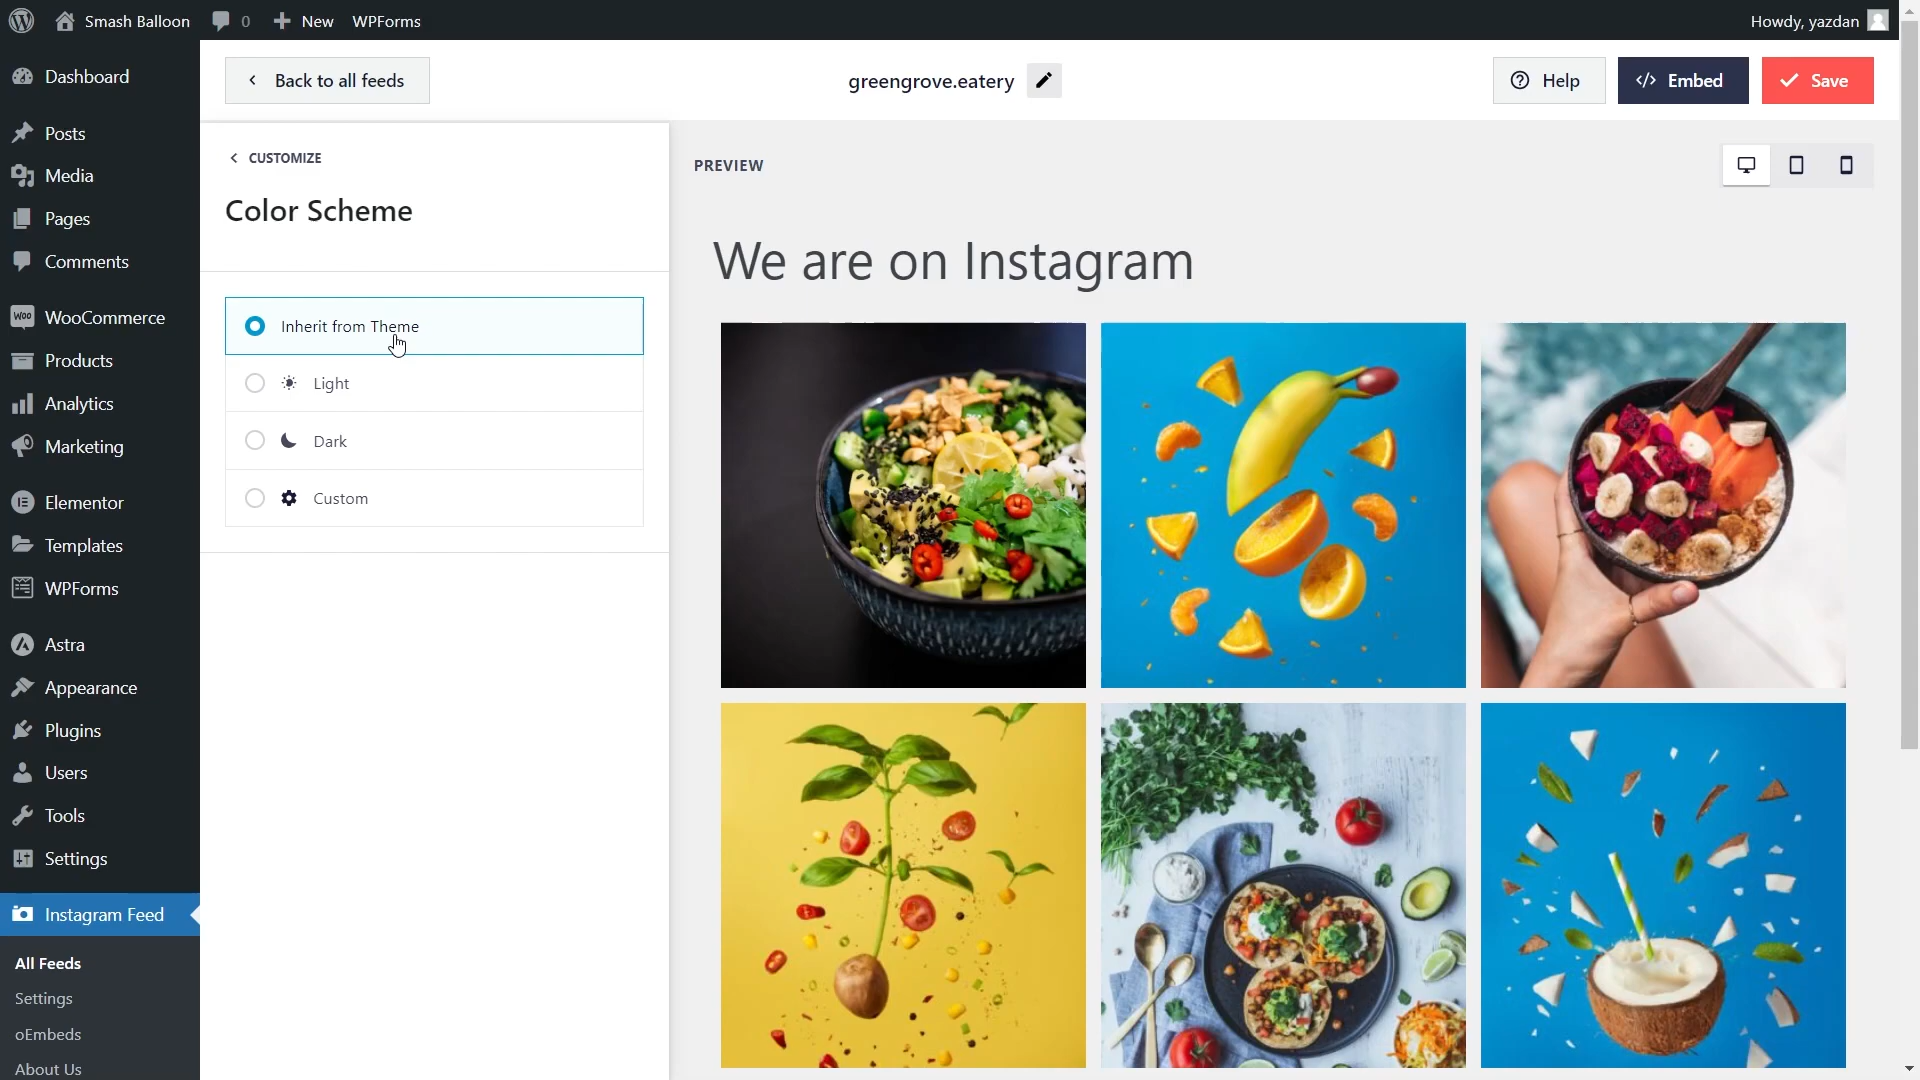 Smash Balloon
0
New
WPForms
Howdy, yazdan
Dashboard
Posts
Media
Pages
Comments
Woo
WooCommerce
Products
Analytics
Marketing
Elementor
Templates
WPForms
Astra
Appearance
Plugins
Users
Tools
Settings
Instagram Feed
All Feeds
Settings
oEmbeds
About Us
Back to all feeds
greengrove.eatery
Help
</> Embed
Save
CUSTOMIZE
Color Scheme
Inherit from Theme
Light
Dark
Custom
PREVIEW
We are on Instagram